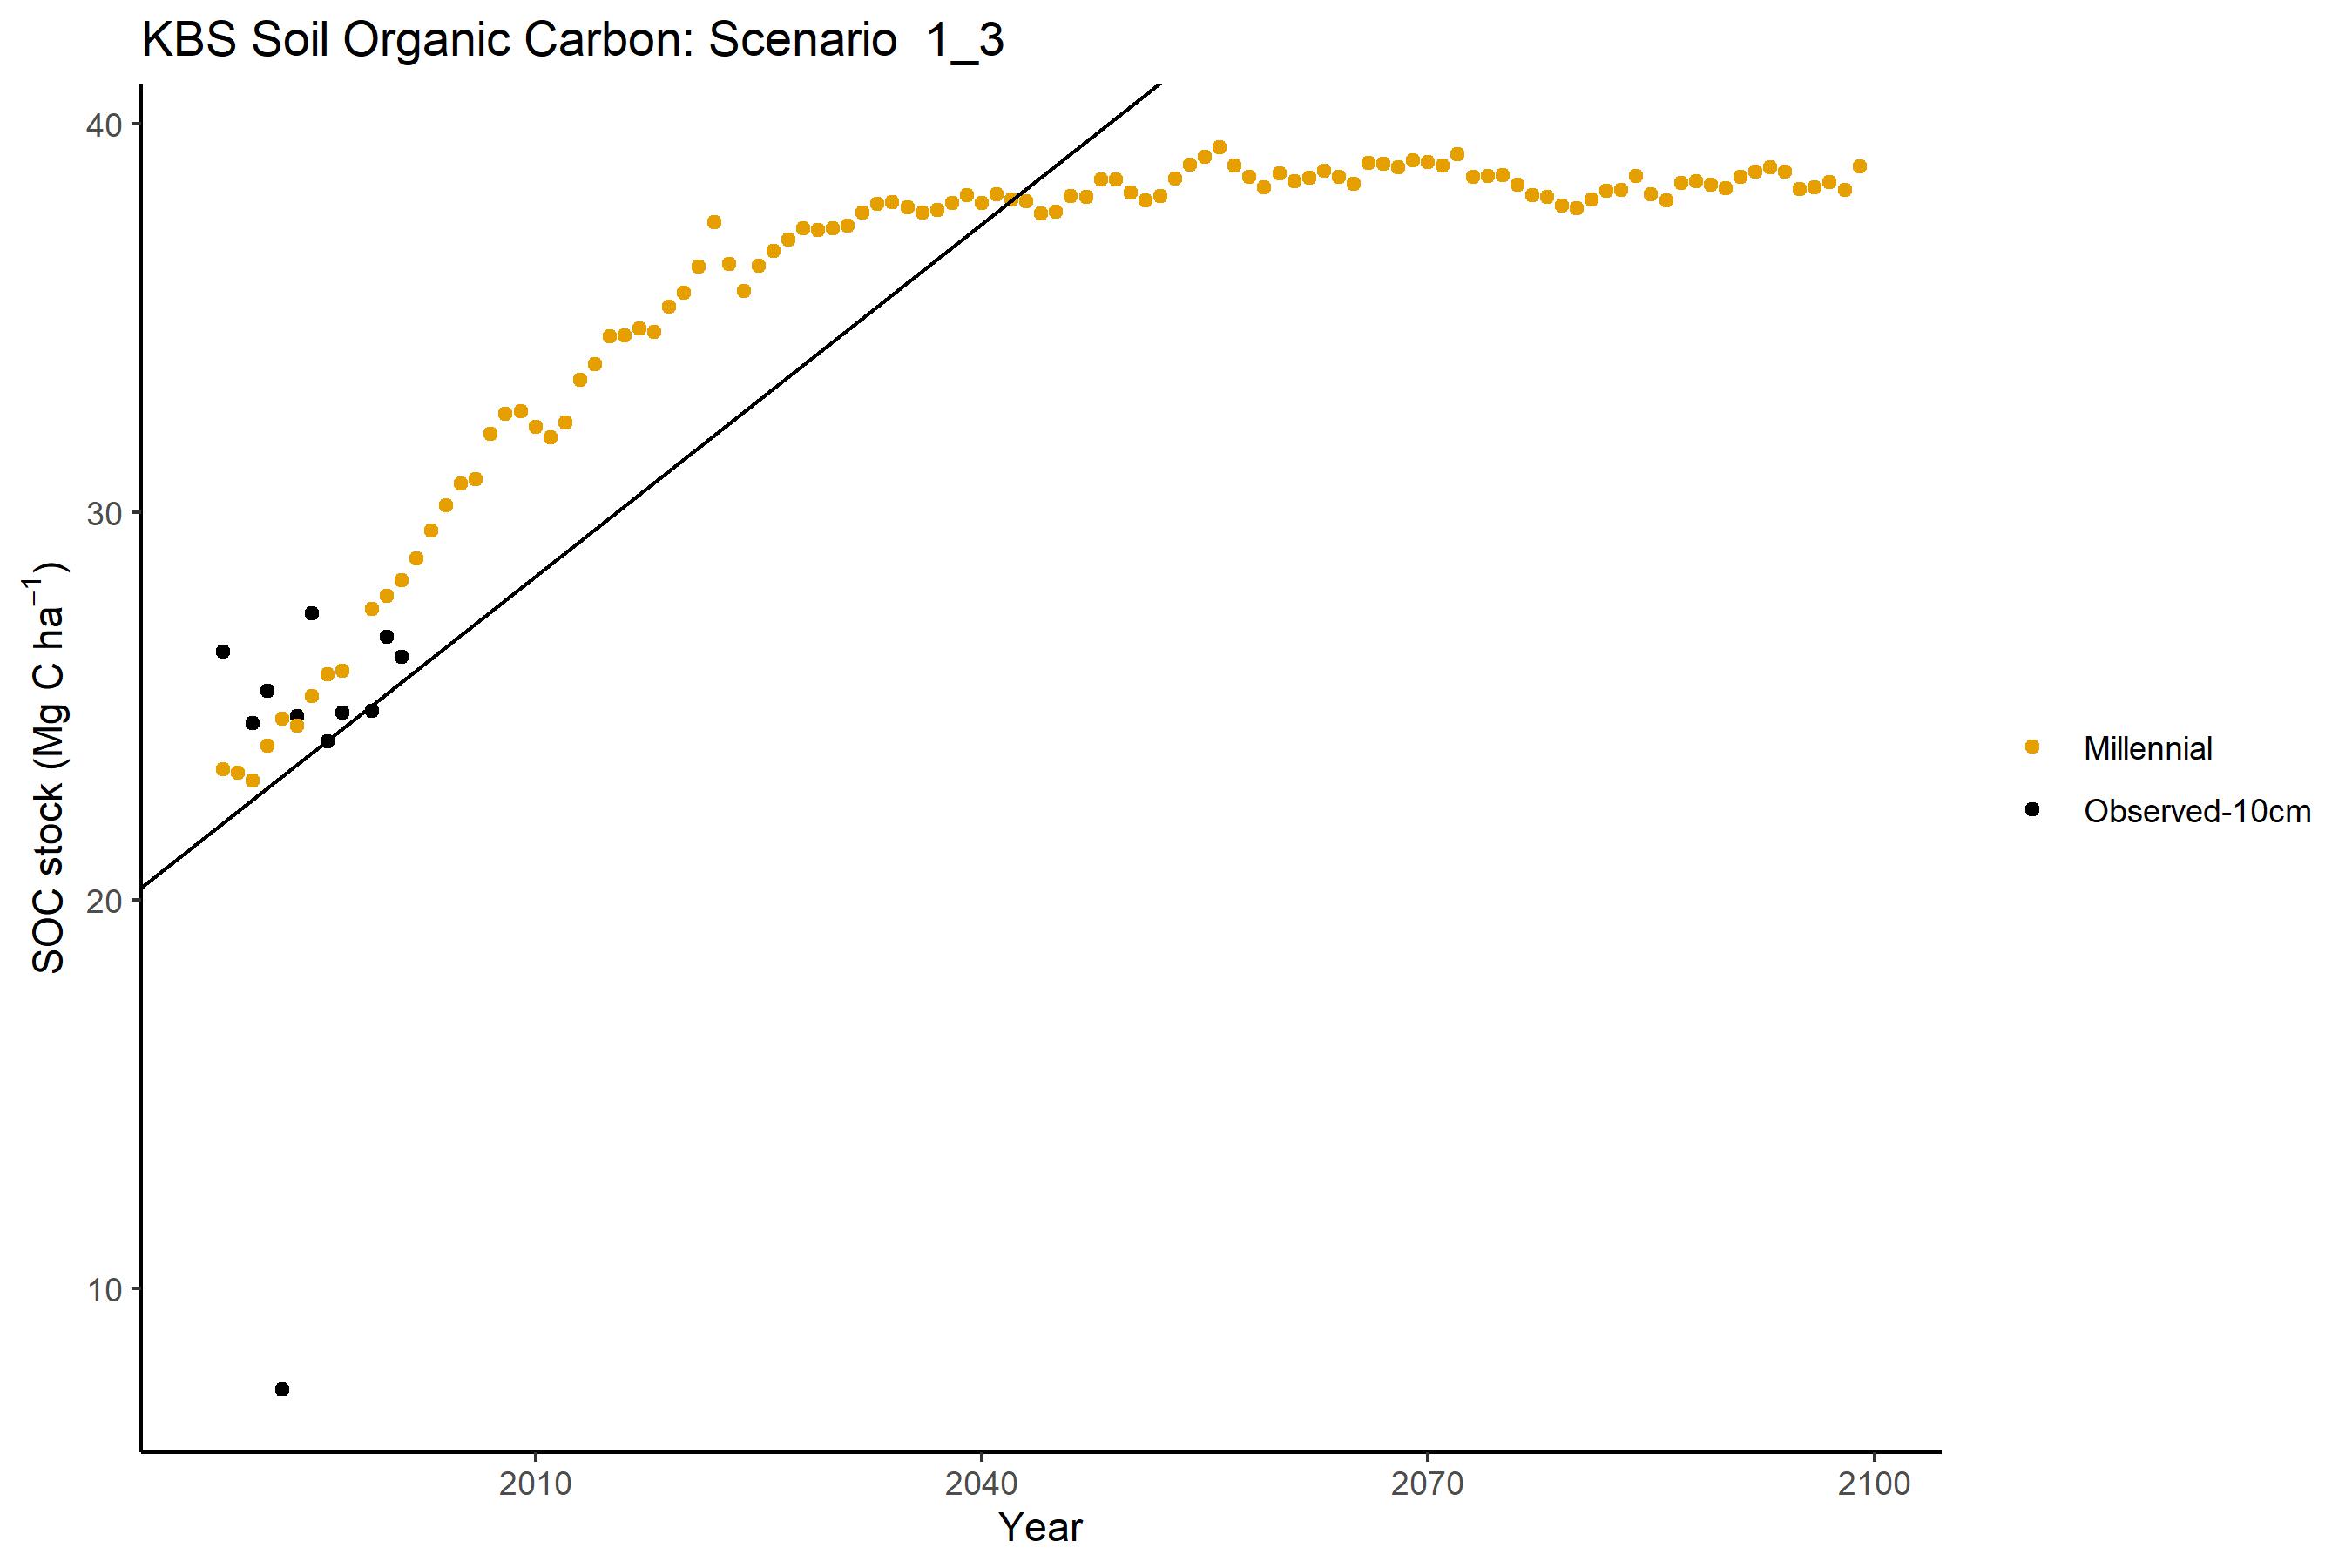 KBS Soil Organic Carbon: Scenario  1_3
SOC stock (Mg C ha⁻¹)
40
30
20
10
2010
2040
2070
2100
Year
Millennial
Observed-10cm